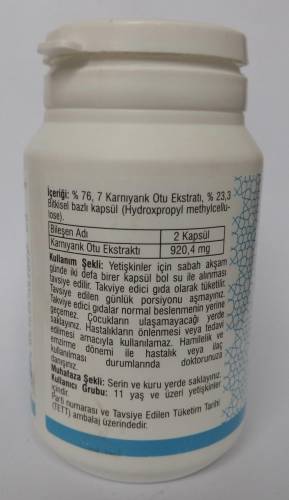 İçeriği: % 76, 7 Karnıyarık Otu Ekstratı, % 23,3
Bitkisel bazlı kapsül (Hydroxpropyl methylcellu-
lose).
Bileşen Adı 2 Kapsül
Karnıyarık Otu Ekstraktı 920,4 mg
Kullanım Şekli: Yetişkinler için sabah akşam
günde iki defa birer kapsül bol su ile alınması
tavsiye edilir. Takviye edici gıda olarak tüketilir.
Tavsiye edilen günlük porsiyonu aşmayınız.
Takviye edici gıdalar normal beslenmenin yerine
geçemez. Çocukların ulaşamayacağı yerde
saklayınız. Hastalıkların önlenmesi veya tedavi
edilmesi amacıyla kullanılamaz. Hamilelik ve
emzirme dönemi ile hastalık veya ilaç
kullanılması durumlarında doktorunuza
danışınız.
Muhafaza Şekli: Serin ve kuru yerde saklayınız.
Kullanıcı Grubu: 11 yaş ve üzeri yetişkinler
içindir.
Parti numarası ve Tavsiye Edilen Tüketim Tarihi
(TETT) ambalaj üzerindedir.